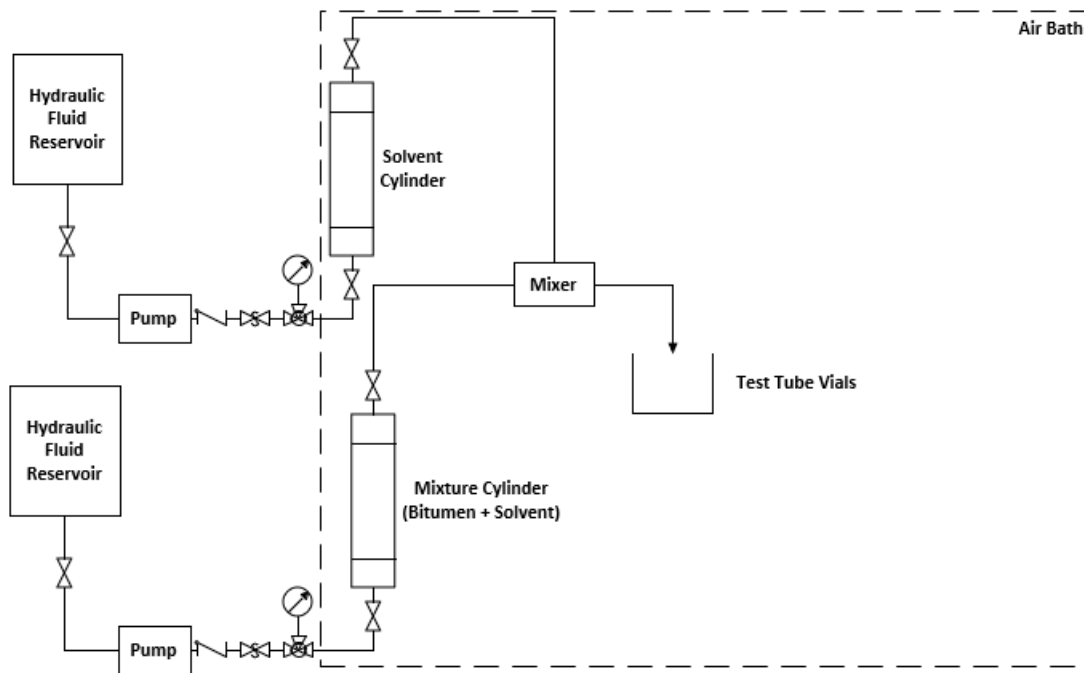 Air Bath
Hydraulic
Fluid
Reservoir
Solvent
Cylinder
Mixer
Pump
S
Test Tube Vials
Hydraulic
Fluid
Reservoir
Mixture Cylinder
(Bitumen + Solvent)
Pump
S